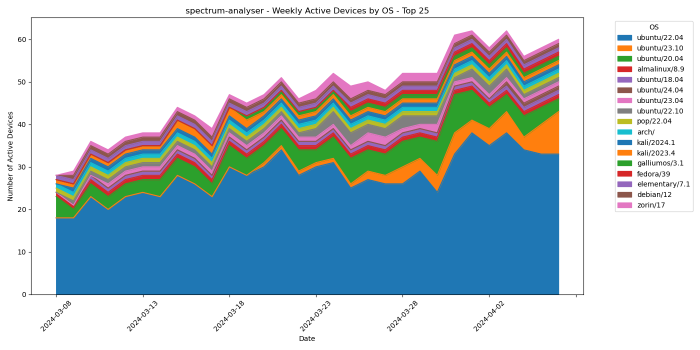 spectrum-analyser - Weekly Active Devices by OS - Top 25
Number of Active Devices
60
50
40
30
20
10
0
2024-03-08
2024-03-13
2024-03-18
2024-03-23
2024-03-28
2024-04-02
Date
OS
ubuntu/22.04
ubuntu/23.10
ubuntu/20.04
almalinux/8.9
ubuntu/18.04
ubuntu/24.04
ubuntu/23.04
ubuntu/22.10
pop/22.04
arch/
kali/2024.1
kali/2023.4
galliumos/3.1
fedora/39
elementary/7.1
debian/12
zorin/17